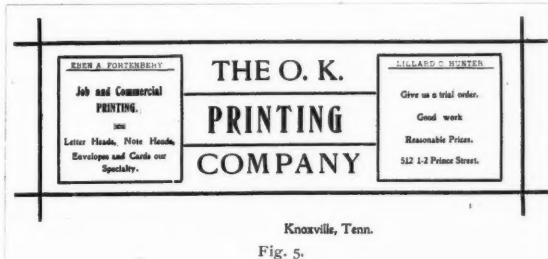 EBEN A FORTENBERY
Job and Commercial
PRINTING.
Letter Heads, Note Heads,
Envelopes and Cards our
Specialty.
THE O. K.
PRINTING
COMPANY
LILLARD C HUNTER
Give us a trial order.
Good work
Reasonable Prices.
512 1-2 Prince Street.
Knoxville, Tenn.
Fig. 5.